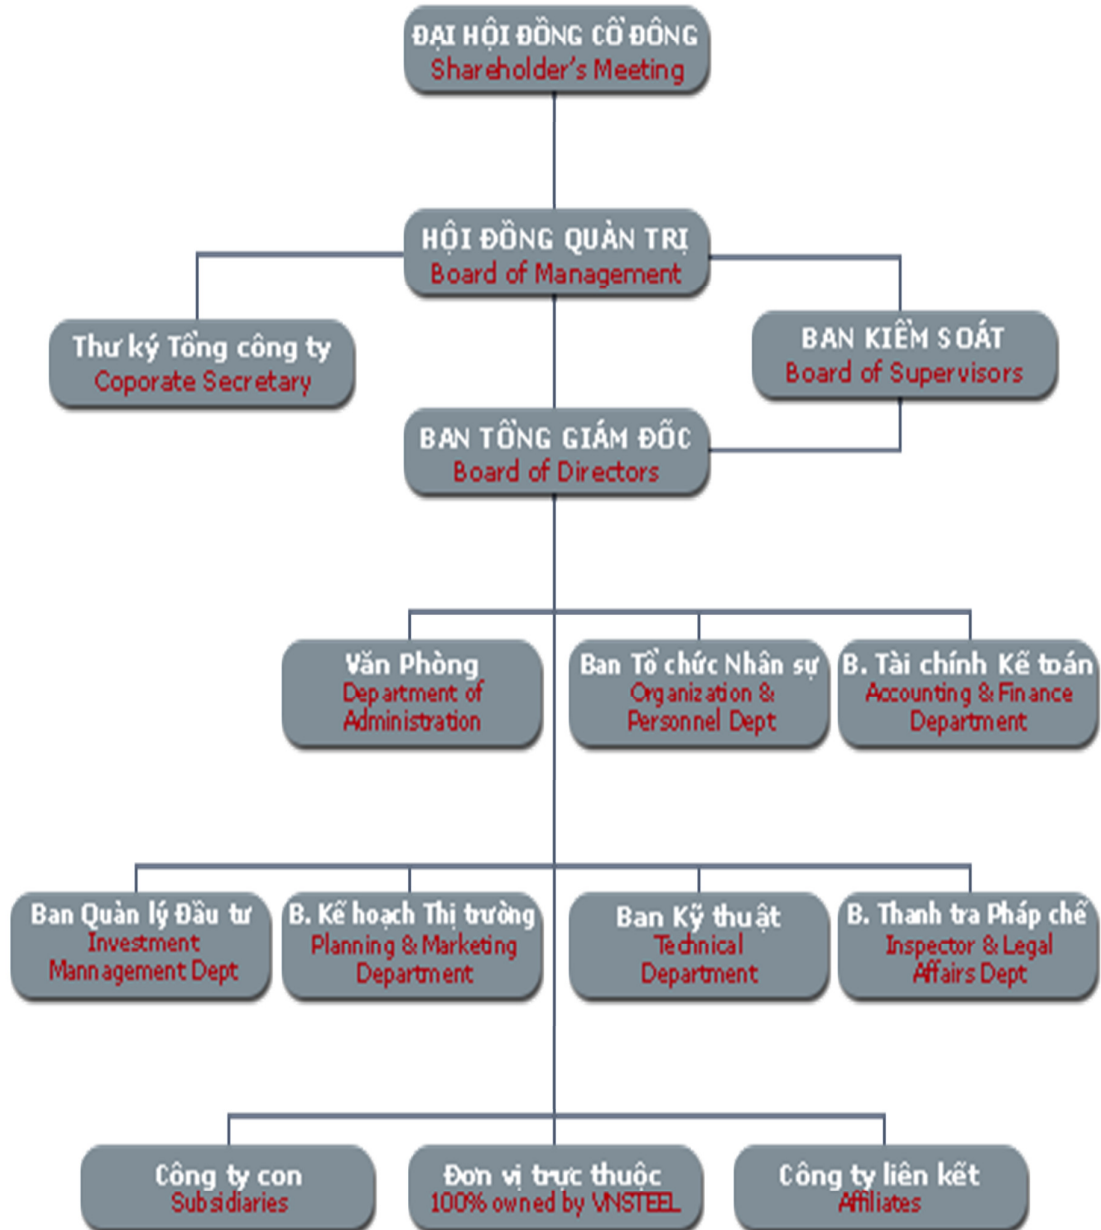 ĐẠI HỘI ĐỒNG CỔ ĐÔNG
Shareholder's Meeting
HỘI ĐỒNG QUẢN TRỊ
Board of Management
Thư ký Tổng công ty
Coporate Secretary
BAN KIỂM SOÁT
Board of Supervisors
BAN TỔNG GIÁM ĐỐC
Board of Directors
Văn Phòng
Department of
Administration
Ban Tổ chức Nhân sự
Organization &
Personnel Dept
B. Tài chính Kế toán
Accounting & Finance
Department
Ban Quản lý Đầu tư
Investment
Mannagement Dept
B. Kế hoạch Thị trường
Planning & Marketing
Department
Ban Kỹ thuật
Technical
Department
B. Thanh tra Pháp chế
Inspector & Legal
Affairs Dept
Công ty con
Subsidiaries
Đơn vị trực thuộc
100% owned by VNSTEEL
Công ty liên kết
Affiliates